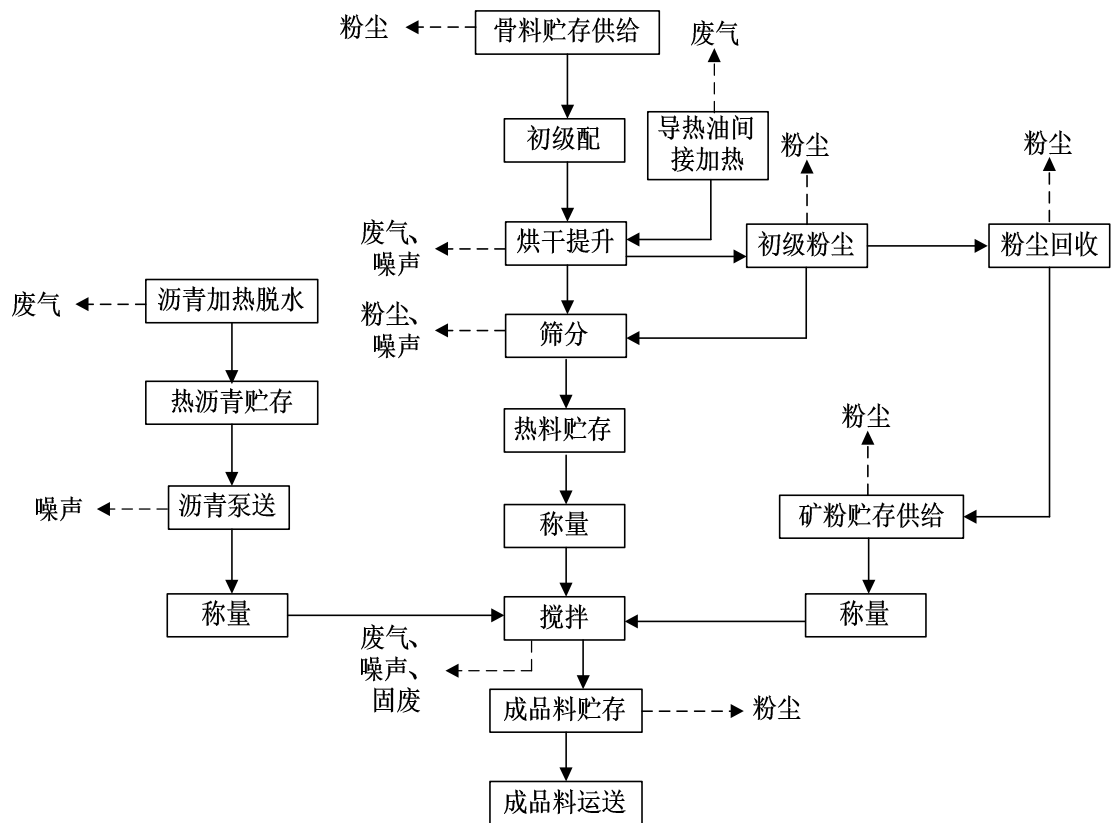 粉尘
骨料贮存供给
废气
初级配
导热油间
接加热
粉尘
粉尘
废气、
噪声
烘干提升
初级粉尘
粉尘回收
废气
沥青加热脱水
粉尘、
噪声
筛分
热沥青贮存
热料贮存
粉尘
噪声
沥青泵送
称量
矿粉贮存供给
称量
搅拌
称量
废气、
噪声、
固废
成品料贮存
粉尘
成品料运送